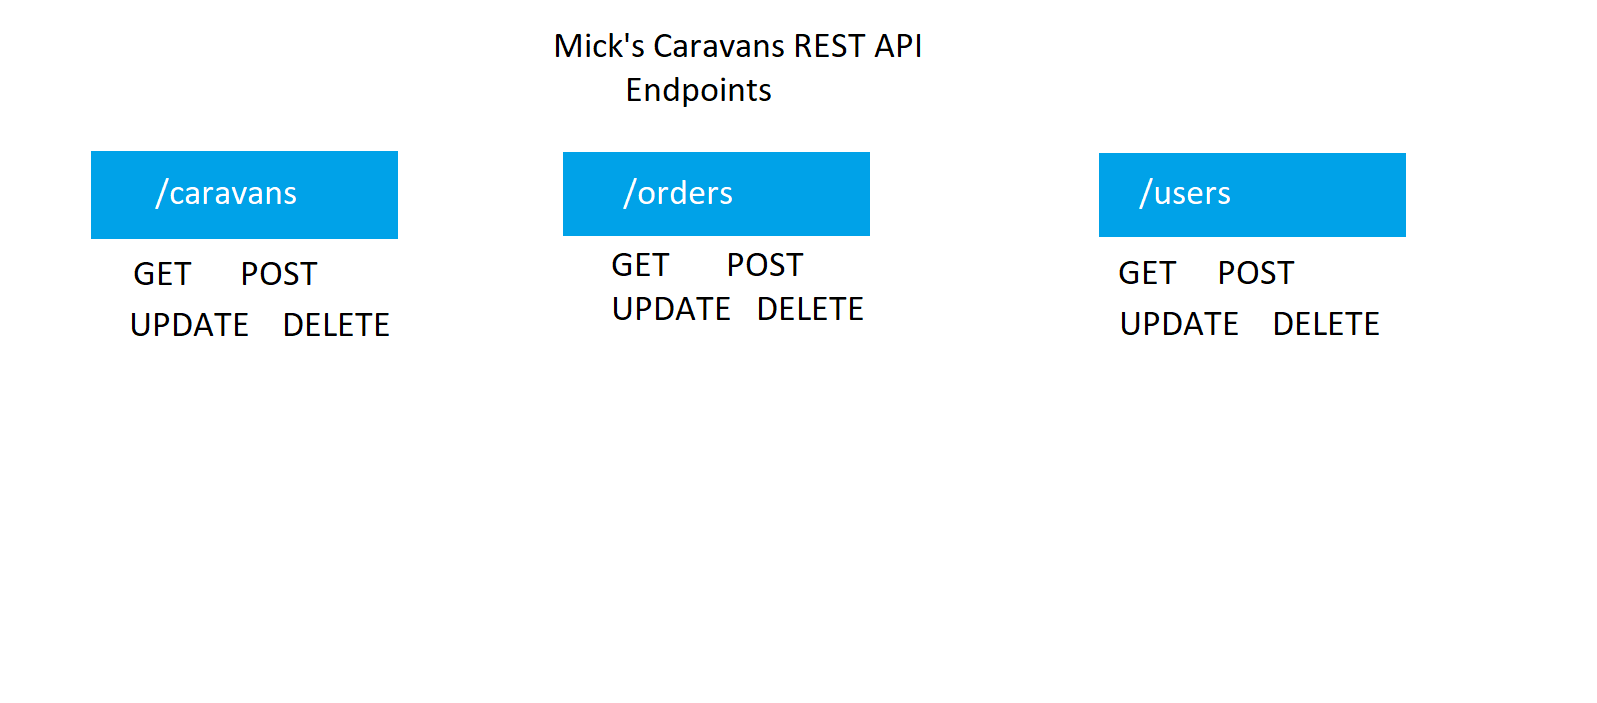 Mick's Caravans REST API
Endpoints
/caravans
GET POST
UPDATE DELETE
/orders
GET POST
UPDATE DELETE
/users
GET POST
UPDATE DELETE